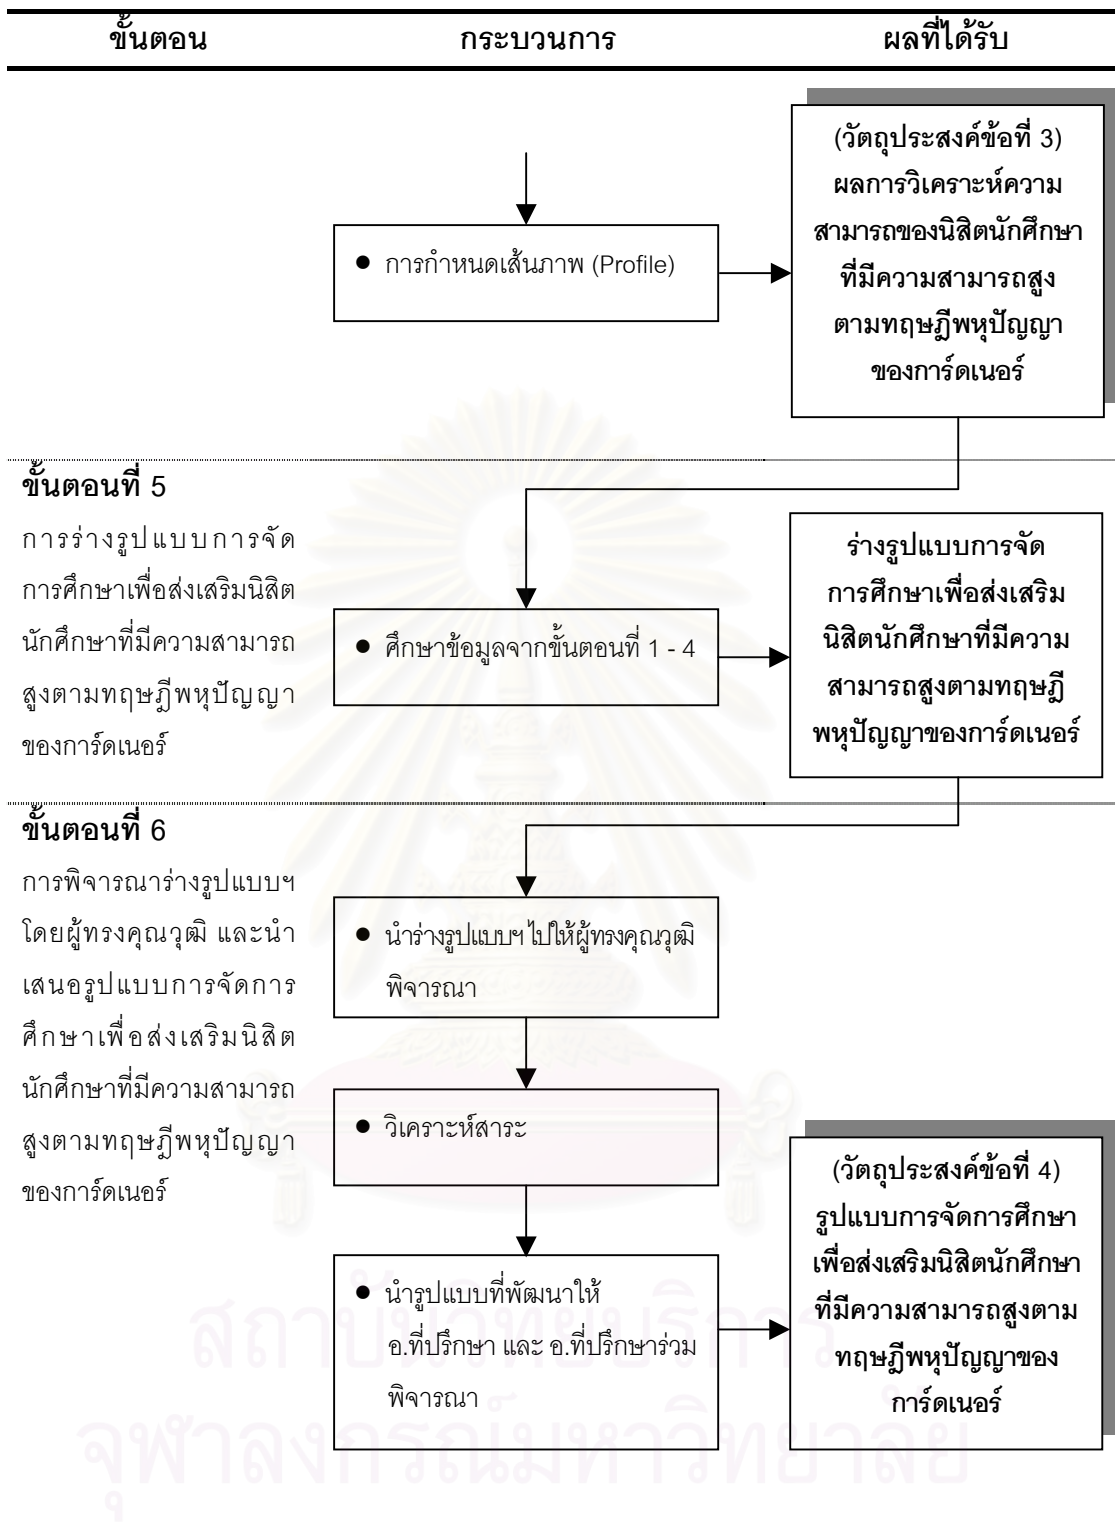 ขั้นตอน กระบวนการ ผลที่ได้รับ
(วัตถุประสงค์ข้อที่ 3)
ผลการวิเคราะห์ความ
สามารถของนิสิตนักศึกษา
ที่มีความสามารถสูง
ตามทฤษฎีพหุปัญญา
ของการ์ดเนอร์
● การกำหนดเส้นภาพ (Profile)
ขั้นตอนที่ 5
การร่างรูปแบบการจัด
การศึกษาเพื่อส่งเสริมนิสิต
นักศึกษาที่มีความสามารถ
สูงตามทฤษฎีพหุปัญญา
ของการ์ดเนอร์
● ศึกษาข้อมูลจากขั้นตอนที่ 1 - 4
ร่างรูปแบบการจัด
การศึกษาเพื่อส่งเสริม
นิสิตนักศึกษาที่มีความ
สามารถสูงตามทฤษฎี
พหุปัญญาของการ์ดเนอร์
ขั้นตอนที่ 6
การพิจารณาร่างรูปแบบฯ
โดยผู้ทรงคุณวุฒิ และนำ
เสนอรูปแบบการจัดการ
ศึกษาเพื่อส่งเสริมนิสิต
นักศึกษาที่มีความสามารถ
สูงตามทฤษฎีพหุปัญญา
ของการ์ดเนอร์
● นำร่างรูปแบบฯ ไปให้ผู้ทรงคุณวุฒิ
พิจารณา
● วิเคราะห์สาระ
● นำรูปแบบที่พัฒนาให้
อ.ที่ปรึกษา และ อ.ที่ปรึกษาร่วม
พิจารณา
(วัตถุประสงค์ข้อที่ 4)
รูปแบบการจัดการศึกษา
เพื่อส่งเสริมนิสิตนักศึกษา
ที่มีความสามารถสูงตาม
ทฤษฎีพหุปัญญาของ
การ์ดเนอร์
สถาบันวิทยบริการ
จุฬาลงกรณ์มหาวิทยาลัย